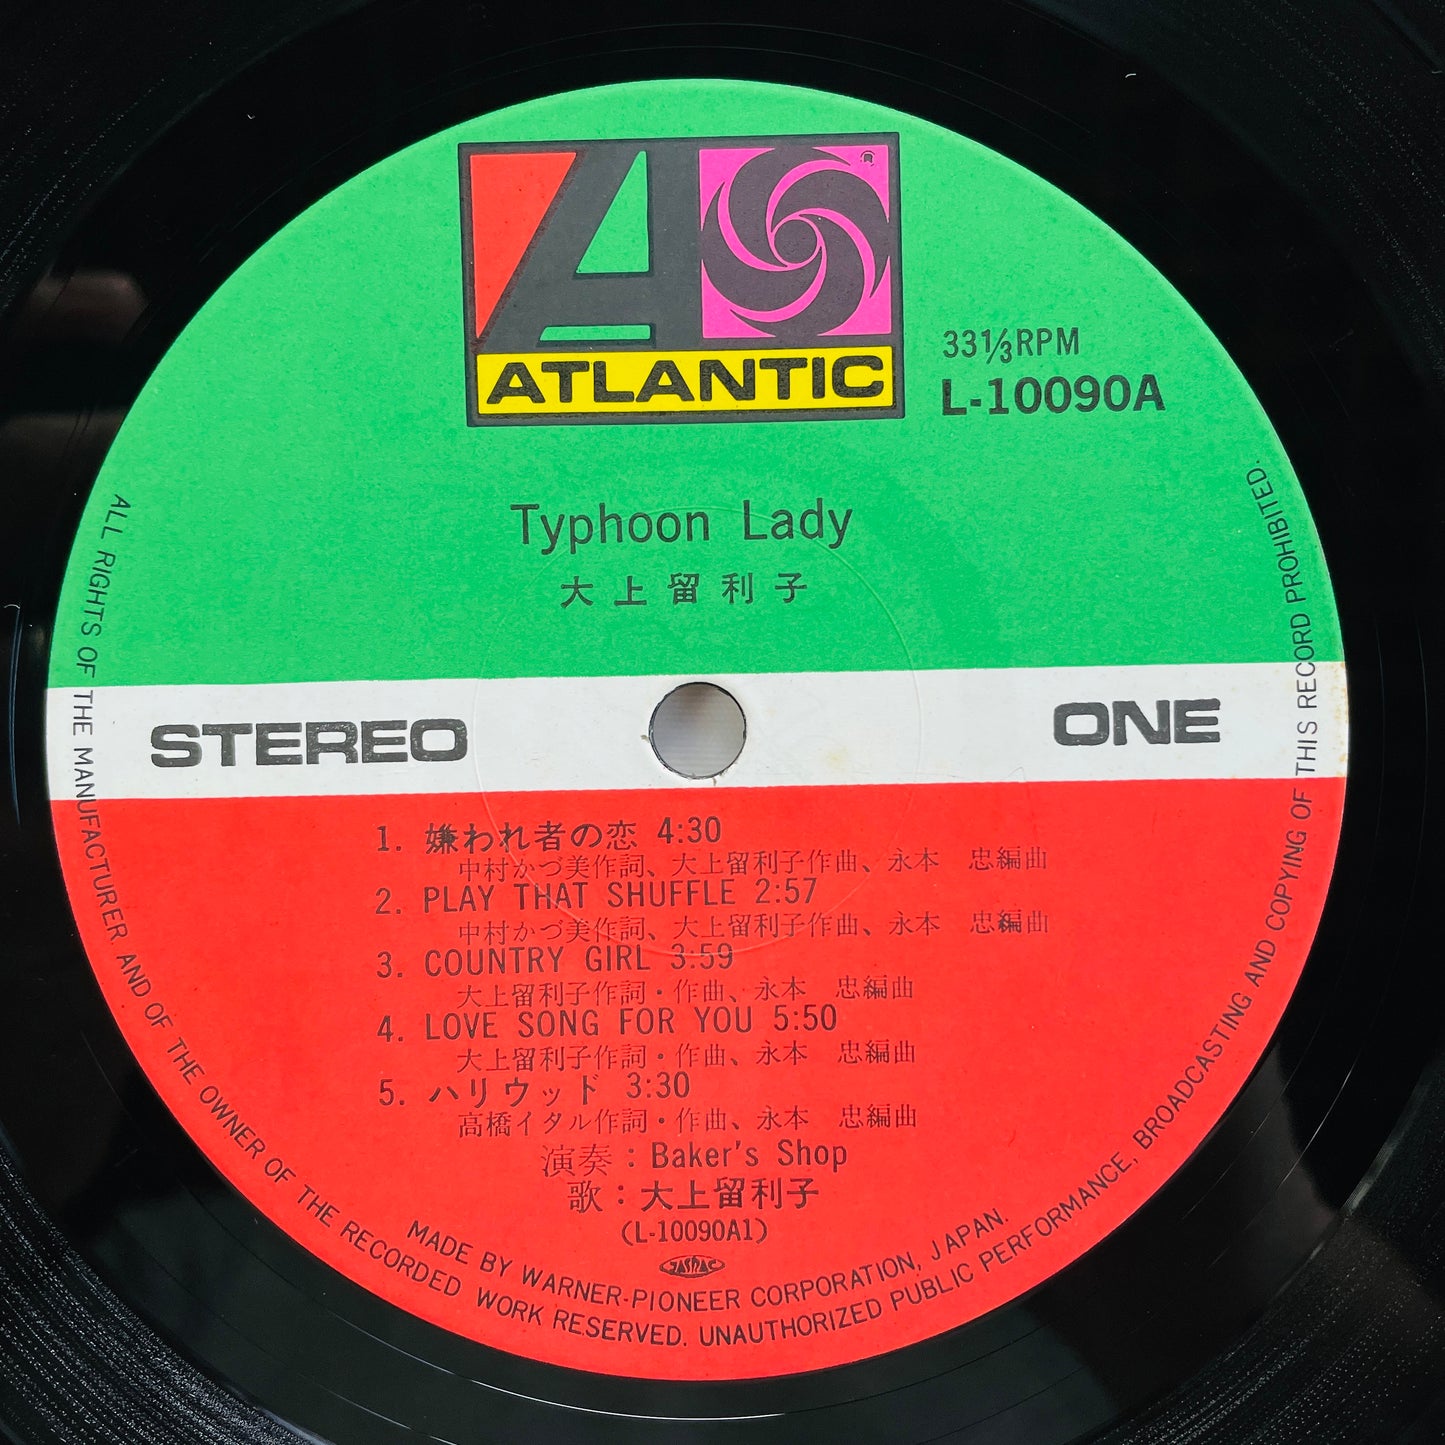 ATLANTIC
33⅓RPM
L-10090A
Typhoon Lady
大上留利子
STEREO
ONE
1. 嫌われ者の恋 4:30
中村かづ美作詞、大上留利子作曲、永本 忠編曲
2. PLAY THAT SHUFFLE 2:57
中村かづ美作詞、大上留利子作曲、永本 忠編曲
3. COUNTRY GIRL 3:59
大上留利子作詞・作曲、永本 忠編曲
4. LOVE SONG FOR YOU 5:50
大上留利子作詞・作曲、永本 忠編曲
5. ハリウッド 3:30
高橋イタル作詞・作曲、永本 忠編曲
演奏：Baker's Shop
歌：大上留利子
(L-10090A1)
JASRAC
MADE BY WARNER-PIONEER CORPORATION, JAPAN.
ALL RIGHTS OF THE MANUFACTURER AND OF THE OWNER OF THE RECORDED WORK RESERVED. UNAUTHORIZED PUBLIC PERFORMANCE, BROADCASTING AND COPYING OF THIS RECORD PROHIBITED.